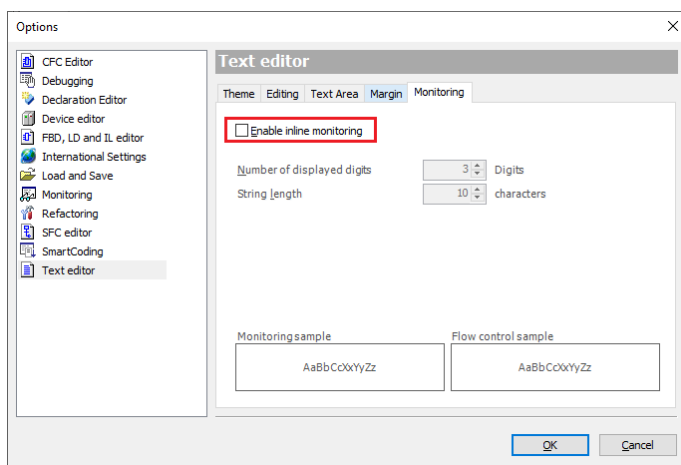 Options
CFC Editor
Debugging
Declaration Editor
Device editor
FBD, LD and IL editor
International Settings
Load and Save
Monitoring
Refactoring
SFC editor
SmartCoding
Text editor
Text editor
Theme Editing Text Area Margin Monitoring
Enable inline monitoring
Number of displayed digits 3 Digits
String length 10 characters
Monitoring sample Flow control sample
AaBbCcXxYyZz AaBbCcXxYyZz
OK Cancel